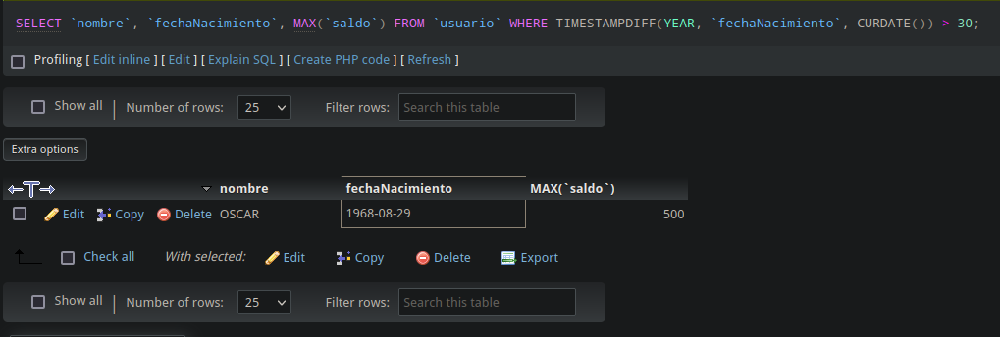 SELECT `nombre`, `fechaNacimiento`, MAX(`saldo`) FROM `usuario` WHERE TIMESTAMPDIFF(YEAR, `fechaNacimiento`, CURDATE()) > 30;
Profiling [ Edit inline ] [ Edit ] [ Explain SQL ] [ Create PHP code ] [ Refresh ]
Show all | Number of rows: 25 Filter rows: Search this table
Extra options
nombre fechaNacimiento MAX(`saldo`)
Edit Copy Delete OSCAR 1968-08-29 500
Check all With selected: Edit Copy Delete Export
Show all | Number of rows: 25 Filter rows: Search this table